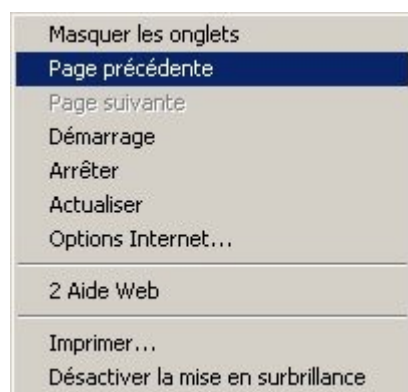 Masquer les onglets
Page précédente
Page suivante
Démarrage
Arrêter
Actualiser
Options Internet...
2 Aide Web
Imprimer...
Désactiver la mise en surbrillance